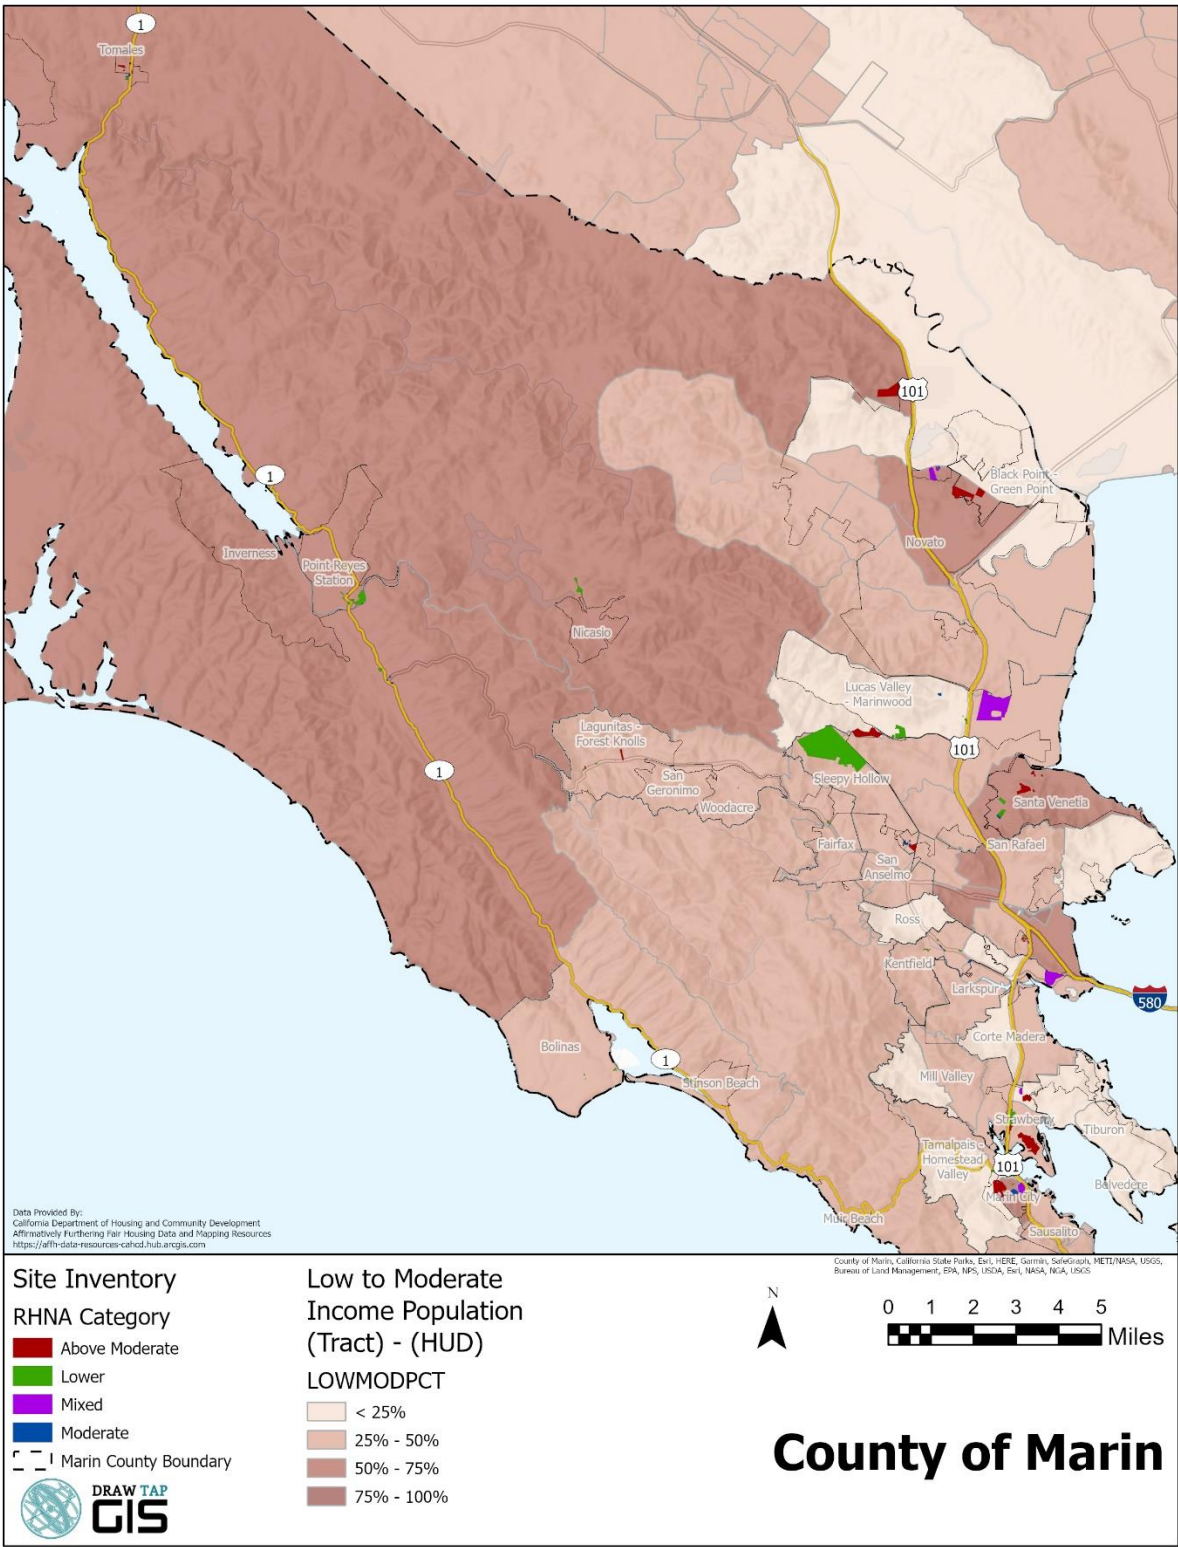 1
Tomales
101
Black Point -
Green Point
1
Novato
Inverness
Point Reyes
Station
Nicasio
Lucas Valley
- Marinwood
Lagunitas -
Forest Knolls
101
1
San
Geronimo
Sleepy Hollow
Woodacre
Santa Venetia
Fairfax
San Rafael
San
Anselmo
Ross
Kentfield
Larkspur
580
Corte Madera
Bolinas
1
Stinson Beach
Mill Valley
Strawberry
Tiburon
Tamalpais -
Homestead
Valley
101
Belvedere
Marin City
Muir Beach
Sausalito
Data Provided By:
California Department of Housing and Community Development
Affirmatively Furthering Fair Housing Data and Mapping Resources
https://affh-data-resources-cahcd.hub.arcgis.com
County of Marin, California State Parks, Esri, HERE, Garmin, SafeGraph, METI/NASA, USGS,
Bureau of Land Management, EPA, NPS, USDA, Esri, NASA, NGA, USGS
Site Inventory
RHNA Category
Above Moderate
Lower
Mixed
Moderate
Marin County Boundary
DRAW TAP
GIS
Low to Moderate
Income Population
(Tract) - (HUD)
LOWMODPCT
< 25%
25% - 50%
50% - 75%
75% - 100%
N
0 1 2 3 4 5
Miles
County of Marin